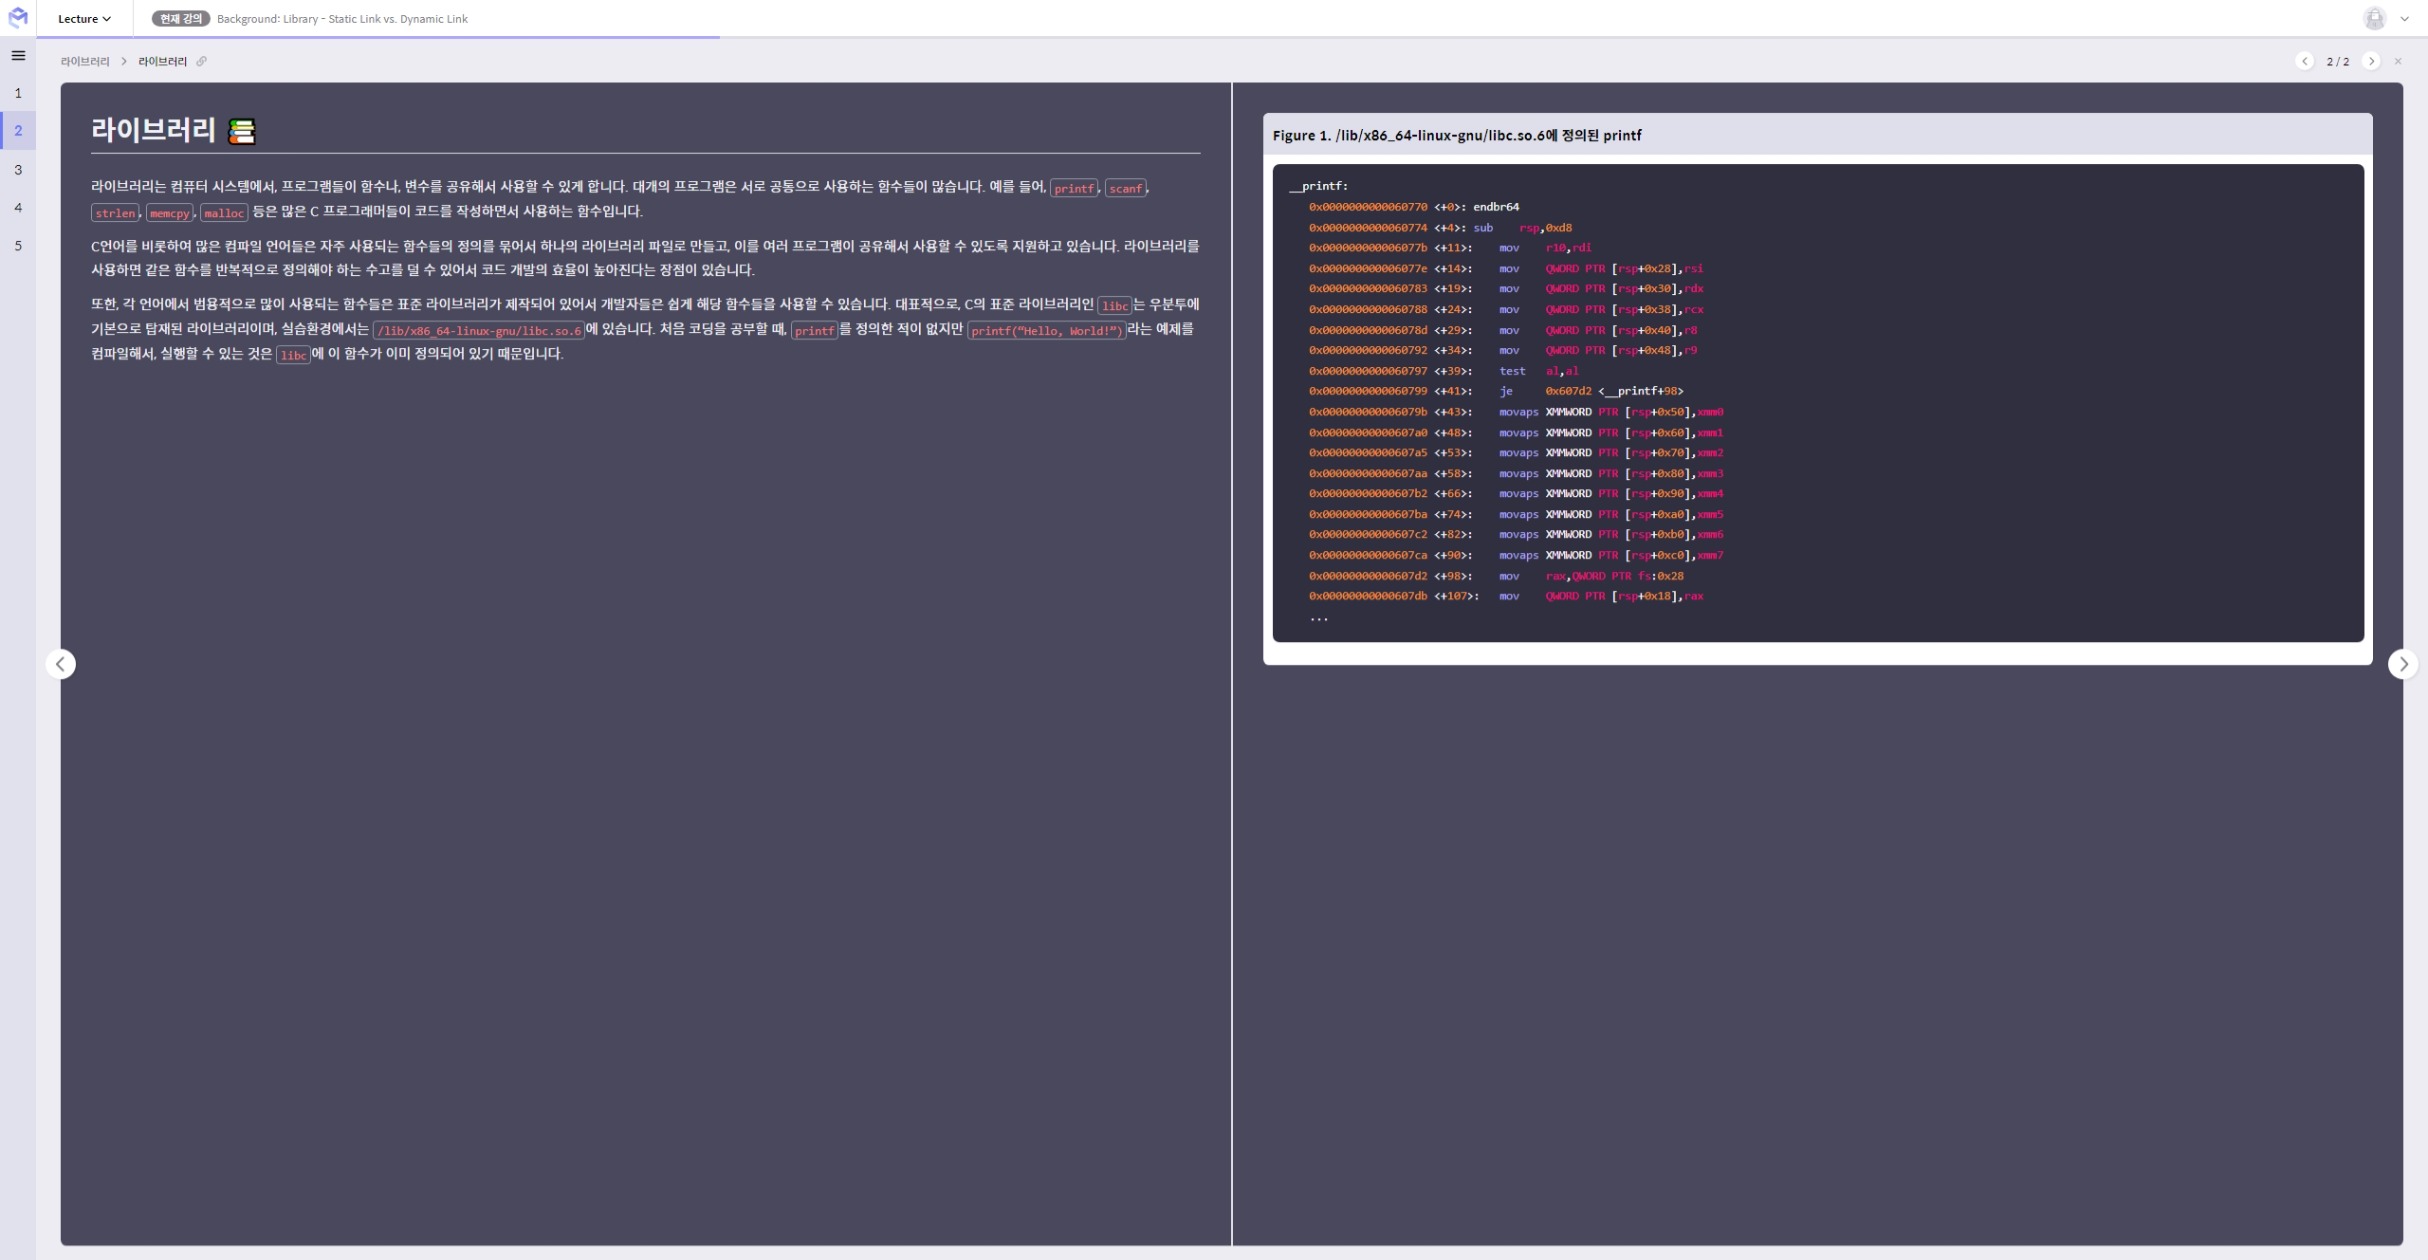 Lecture
현재 강의 Background: Library - Static Link vs. Dynamic Link
라이브러리 > 라이브러리
2 / 2
1
2
3
4
5
라이브러리 📚
라이브러리는 컴퓨터 시스템에서, 프로그램들이 함수나, 변수를 공유해서 사용할 수 있게 합니다. 대개의 프로그램은 서로 공통으로 사용하는 함수들이 많습니다. 예를 들어, printf, scanf,
strlen, memcpy, malloc 등은 많은 C 프로그래머들이 코드를 작성하면서 사용하는 함수입니다.
C언어를 비롯하여 많은 컴파일 언어들은 자주 사용되는 함수들의 정의를 묶어서 하나의 라이브러리 파일로 만들고, 이를 여러 프로그램이 공유해서 사용할 수 있도록 지원하고 있습니다. 라이브러리를
사용하면 같은 함수를 반복적으로 정의해야 하는 수고를 덜 수 있어서 코드 개발의 효율이 높아진다는 장점이 있습니다.
또한, 각 언어에서 범용적으로 많이 사용되는 함수들은 표준 라이브러리가 제작되어 있어서 개발자들은 쉽게 해당 함수들을 사용할 수 있습니다. 대표적으로, C의 표준 라이브러리인 libc는 우분투에
기본으로 탑재된 라이브러리이며, 실습환경에서는 /lib/x86_64-linux-gnu/libc.so.6에 있습니다. 처음 코딩을 공부할 때, printf를 정의한 적이 없지만 printf(“Hello, World!”)라는 예제를
컴파일해서, 실행할 수 있는 것은 libc에 이 함수가 이미 정의되어 있기 때문입니다.
Figure 1. /lib/x86_64-linux-gnu/libc.so.6에 정의된 printf
__printf:
0x0000000000060770 <+0>: endbr64
0x0000000000060774 <+4>: sub rsp,0xd8
0x000000000006077b <+11>: mov r10,rdi
0x000000000006077e <+14>: mov QWORD PTR [rsp+0x28],rsi
0x0000000000060783 <+19>: mov QWORD PTR [rsp+0x30],rdx
0x0000000000060788 <+24>: mov QWORD PTR [rsp+0x38],rcx
0x000000000006078d <+29>: mov QWORD PTR [rsp+0x40],r8
0x0000000000060792 <+34>: mov QWORD PTR [rsp+0x48],r9
0x0000000000060797 <+39>: test al,al
0x0000000000060799 <+41>: je 0x607d2 <__printf+98>
0x000000000006079b <+43>: movaps XMMWORD PTR [rsp+0x50],xmm0
0x00000000000607a0 <+48>: movaps XMMWORD PTR [rsp+0x60],xmm1
0x00000000000607a5 <+53>: movaps XMMWORD PTR [rsp+0x70],xmm2
0x00000000000607aa <+58>: movaps XMMWORD PTR [rsp+0x80],xmm3
0x00000000000607b2 <+66>: movaps XMMWORD PTR [rsp+0x90],xmm4
0x00000000000607ba <+74>: movaps XMMWORD PTR [rsp+0xa0],xmm5
0x00000000000607c2 <+82>: movaps XMMWORD PTR [rsp+0xb0],xmm6
0x00000000000607ca <+90>: movaps XMMWORD PTR [rsp+0xc0],xmm7
0x00000000000607d2 <+98>: mov rax,QWORD PTR fs:0x28
0x00000000000607db <+107>: mov QWORD PTR [rsp+0x18],rax
...